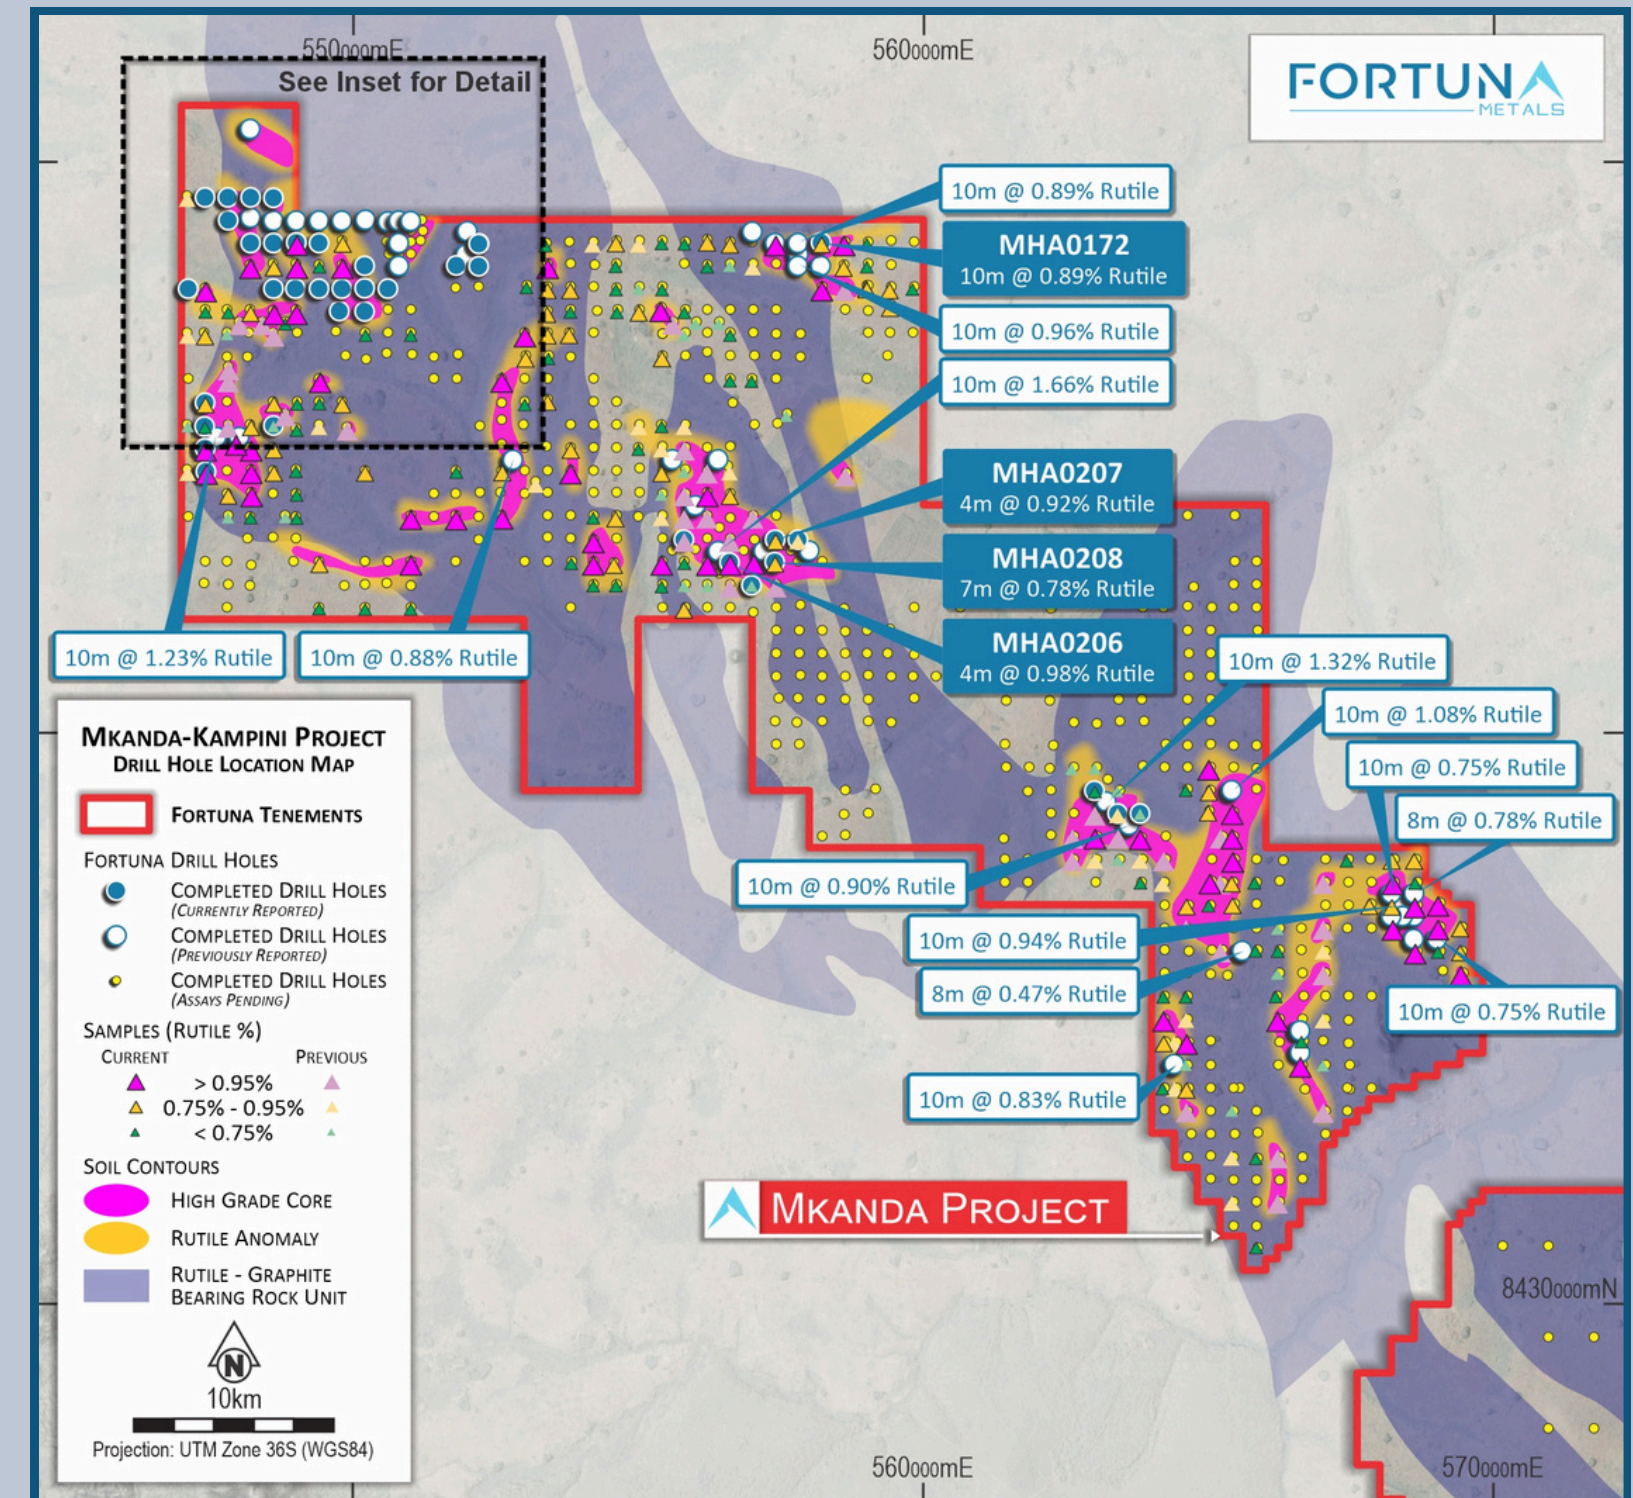 550000mE
560000mE
See Inset for Detail
FORTUNA
METALS
10m @ 0.89% Rutile
MHA0172
10m @ 0.89% Rutile
10m @ 0.96% Rutile
10m @ 1.66% Rutile
MHA0207
4m @ 0.92% Rutile
MHA0208
7m @ 0.78% Rutile
MHA0206
4m @ 0.98% Rutile
10m @ 1.23% Rutile
10m @ 0.88% Rutile
10m @ 1.32% Rutile
10m @ 1.08% Rutile
10m @ 0.75% Rutile
8m @ 0.78% Rutile
10m @ 0.90% Rutile
10m @ 0.94% Rutile
8m @ 0.47% Rutile
10m @ 0.75% Rutile
10m @ 0.83% Rutile
MKANDA PROJECT
MKANDA-KAMPINI PROJECT
DRILL HOLE LOCATION MAP
FORTUNA TENEMENTS
FORTUNA DRILL HOLES
COMPLETED DRILL HOLES
(CURRENTLY REPORTED)
COMPLETED DRILL HOLES
(PREVIOUSLY REPORTED)
COMPLETED DRILL HOLES
(ASSAYS PENDING)
SAMPLES (RUTILE %)
CURRENT PREVIOUS
> 0.95%
0.75% - 0.95%
< 0.75%
SOIL CONTOURS
HIGH GRADE CORE
RUTILE ANOMALY
RUTILE - GRAPHITE
BEARING ROCK UNIT
N
10km
Projection: UTM Zone 36S (WGS84)
8430000mN
560000mE
570000mE